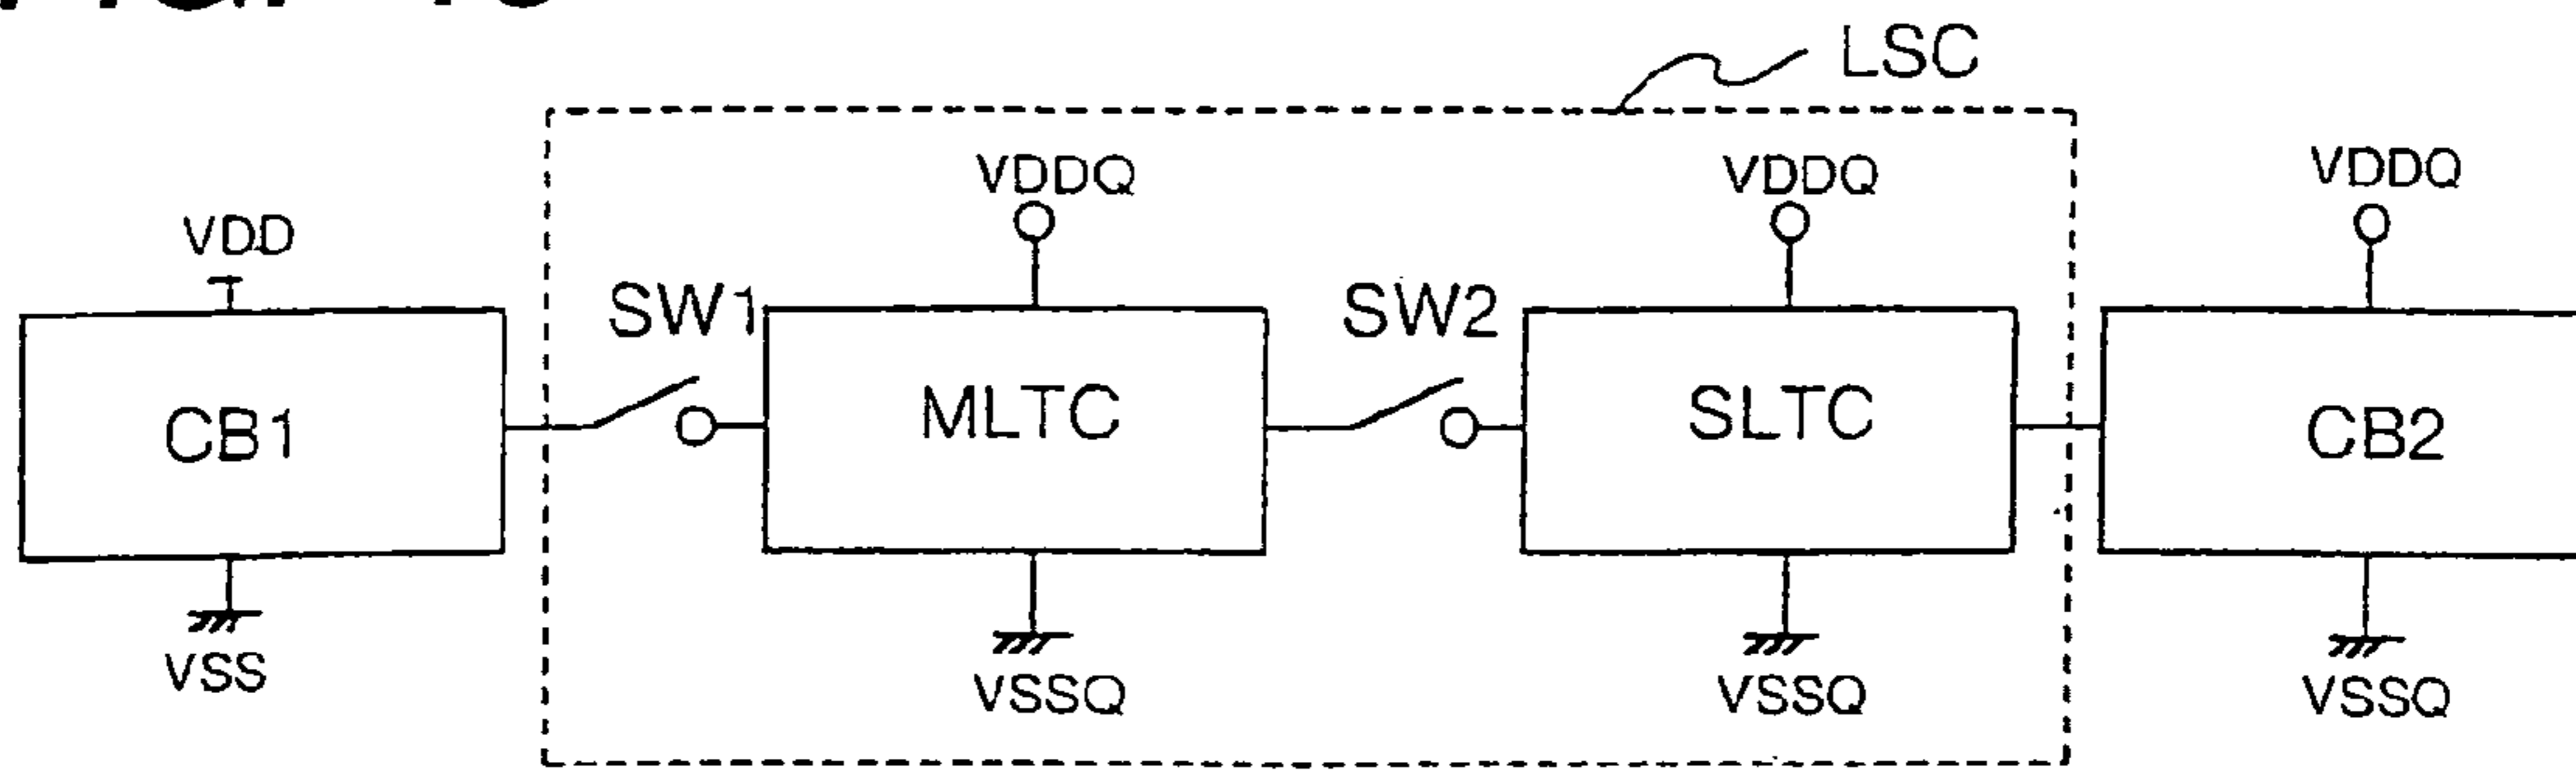 LSC
VDD
VDDQ
VDDQ
VDDQ
SW1
SW2
CB1
MLTC
SLTC
CB2
VSS
VSSQ
VSSQ
VSSQ